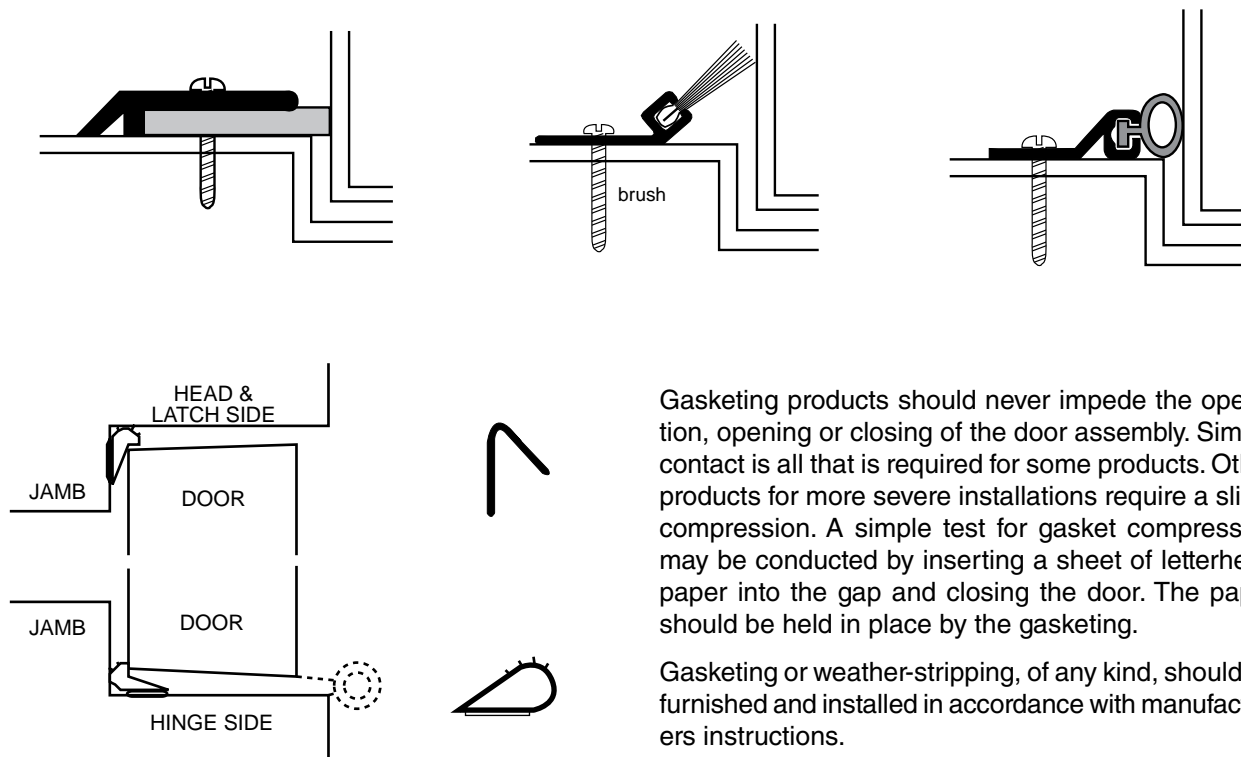 brush
HEAD &
LATCH SIDE
JAMB
DOOR
JAMB
DOOR
HINGE SIDE
Gasketing products should never impede the ope
tion, opening or closing of the door assembly. Sim
contact is all that is required for some products. Oth
products for more severe installations require a sli
compression. A simple test for gasket compress
may be conducted by inserting a sheet of letterhe
paper into the gap and closing the door. The pap
should be held in place by the gasketing.
Gasketing or weather-stripping, of any kind, should
furnished and installed in accordance with manufac
ers instructions.